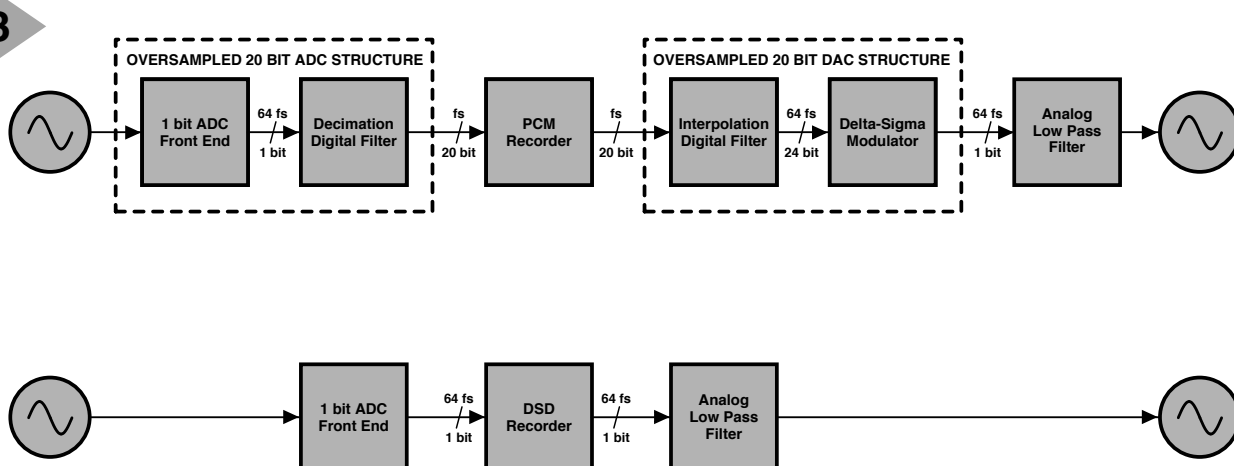 OVERSAMPLED 20 BIT ADC STRUCTURE
1 bit ADC
Front End
64 fs
1 bit
Decimation
Digital Filter
fs
20 bit
PCM
Recorder
fs
20 bit
OVERSAMPLED 20 BIT DAC STRUCTURE
Interpolation
Digital Filter
64 fs
24 bit
Delta-Sigma
Modulator
64 fs
1 bit
Analog
Low Pass
Filter
1 bit ADC
Front End
64 fs
1 bit
DSD
Recorder
64 fs
1 bit
Analog
Low Pass
Filter